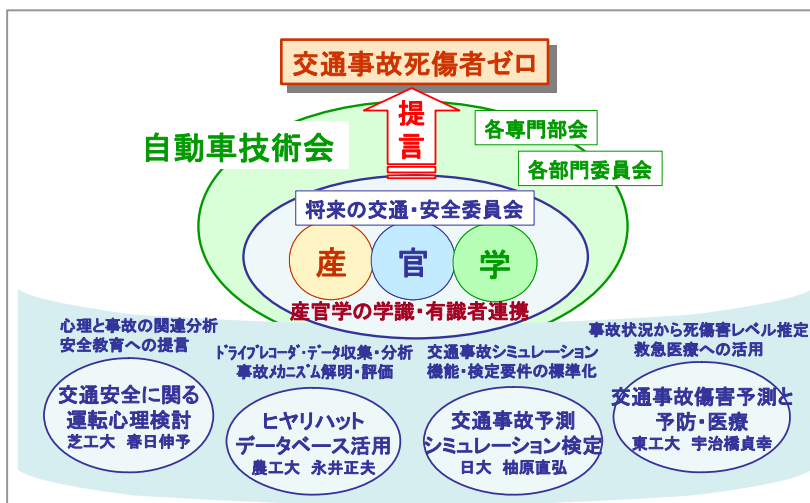 交通事故死傷者ゼロ
提言
自動車技術会
各専門部会
各部門委員会
将来の交通・安全委員会
産
官
学
産官学の学識・有識者連携
心理と事故の関連分析
安全教育への提言
交通安全に関る
運転心理検討
芝工大 春日伸予
ドライブレコーダ・データ収集・分析
事故メカニズム解明・評価
ヒヤリハット
データベース活用
農工大 永井正夫
交通事故シミュレーション
機能・検定要件の標準化
交通事故予測
シミュレーション検定
日大 柚原直弘
事故状況から死傷害レベル推定
救急医療への活用
交通事故傷害予測と
予防・医療
東工大 宇治橋貞幸